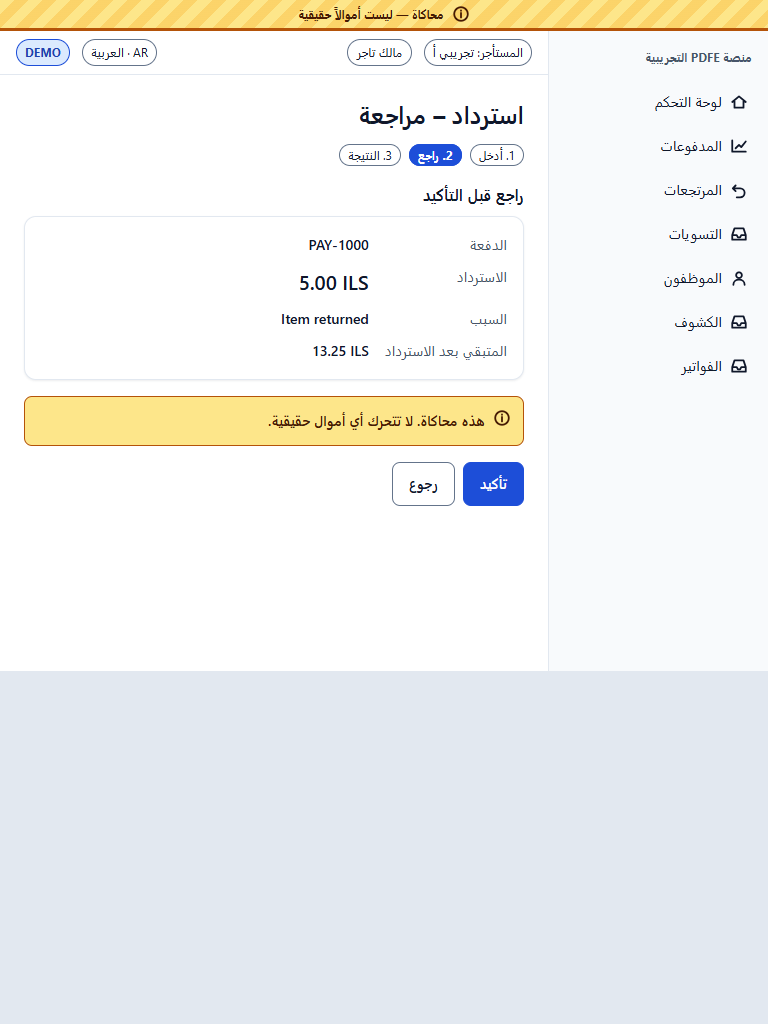 محاكاة — ليست أموالاً حقيقية
منصة PDFE التجريبية
لوحة التحكم
المدفوعات
المرتجعات
التسويات
الموظفون
الكشوف
الفواتير
المستأجر: تجريبي أ
مالك تاجر
AR · العربية
DEMO
استرداد – مراجعة
1. أدخل
2. راجع
3. النتيجة
راجع قبل التأكيد
الدفعة PAY-1000
الاسترداد 5.00 ILS
السبب Item returned
المتبقي بعد الاسترداد 13.25 ILS
هذه محاكاة. لا تتحرك أي أموال حقيقية.
تأكيد
رجوع